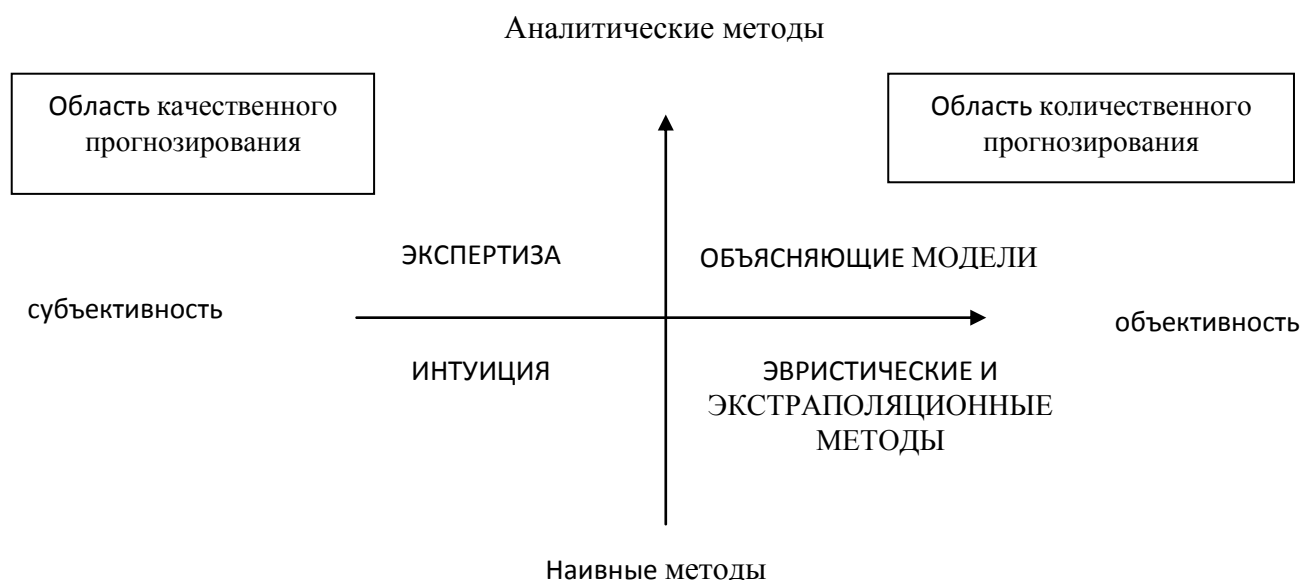 Аналитические методы
Область качественного
прогнозирования
Область количественного
прогнозирования
ЭКСПЕРТИЗА
ОБЪЯСНЯЮЩИЕ МОДЕЛИ
субъективность
объективность
ИНТУИЦИЯ
ЭВРИСТИЧЕСКИЕ И
ЭКСТРАПОЛЯЦИОННЫЕ
МЕТОДЫ
Наивные методы